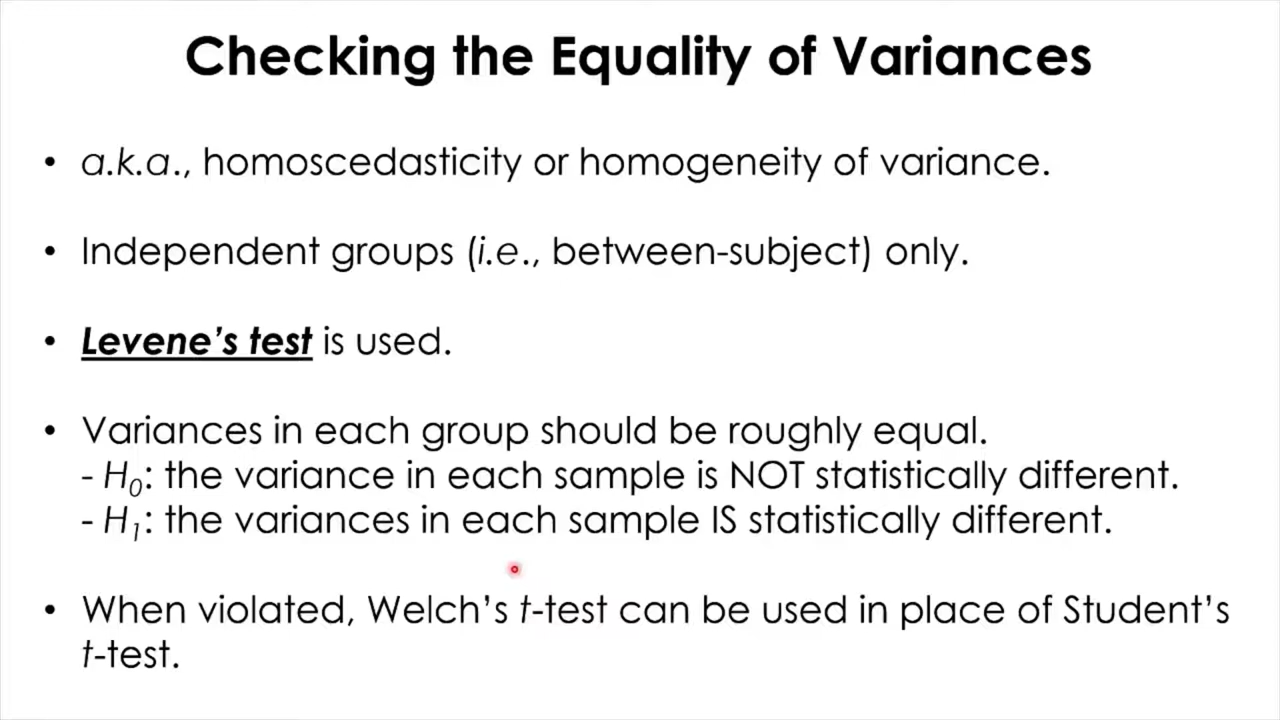 Checking the Equality of Variances
• a.k.a., homoscedasticity or homogeneity of variance.
• Independent groups (i.e., between-subject) only.
• Levene's test is used.
• Variances in each group should be roughly equal.
- H0: the variance in each sample is NOT statistically different.
- H1: the variances in each sample IS statistically different.
• When violated, Welch's t-test can be used in place of Student's
t-test.